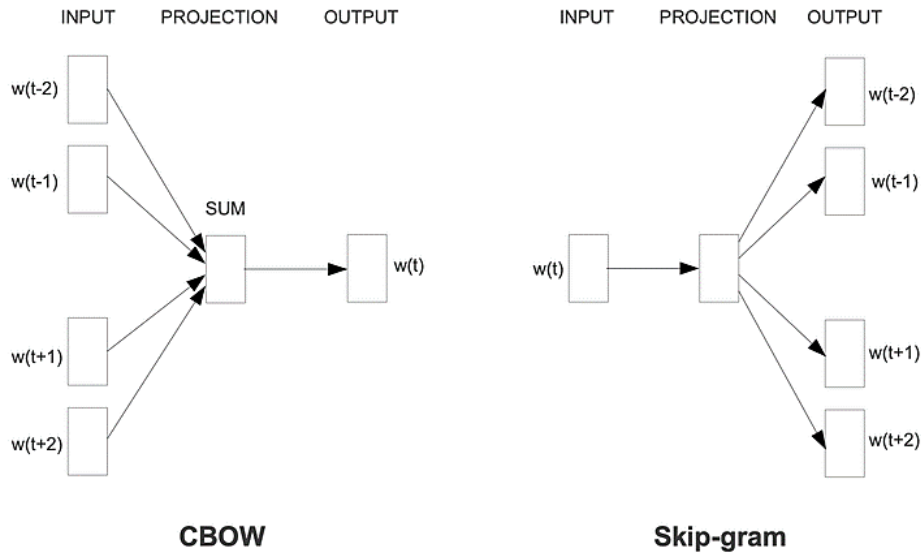 INPUT PROJECTION OUTPUT
w(t-2)
w(t-1)
SUM
w(t)
w(t+1)
w(t+2)
CBOW
INPUT PROJECTION OUTPUT
w(t-2)
w(t-1)
w(t)
w(t+1)
w(t+2)
Skip-gram